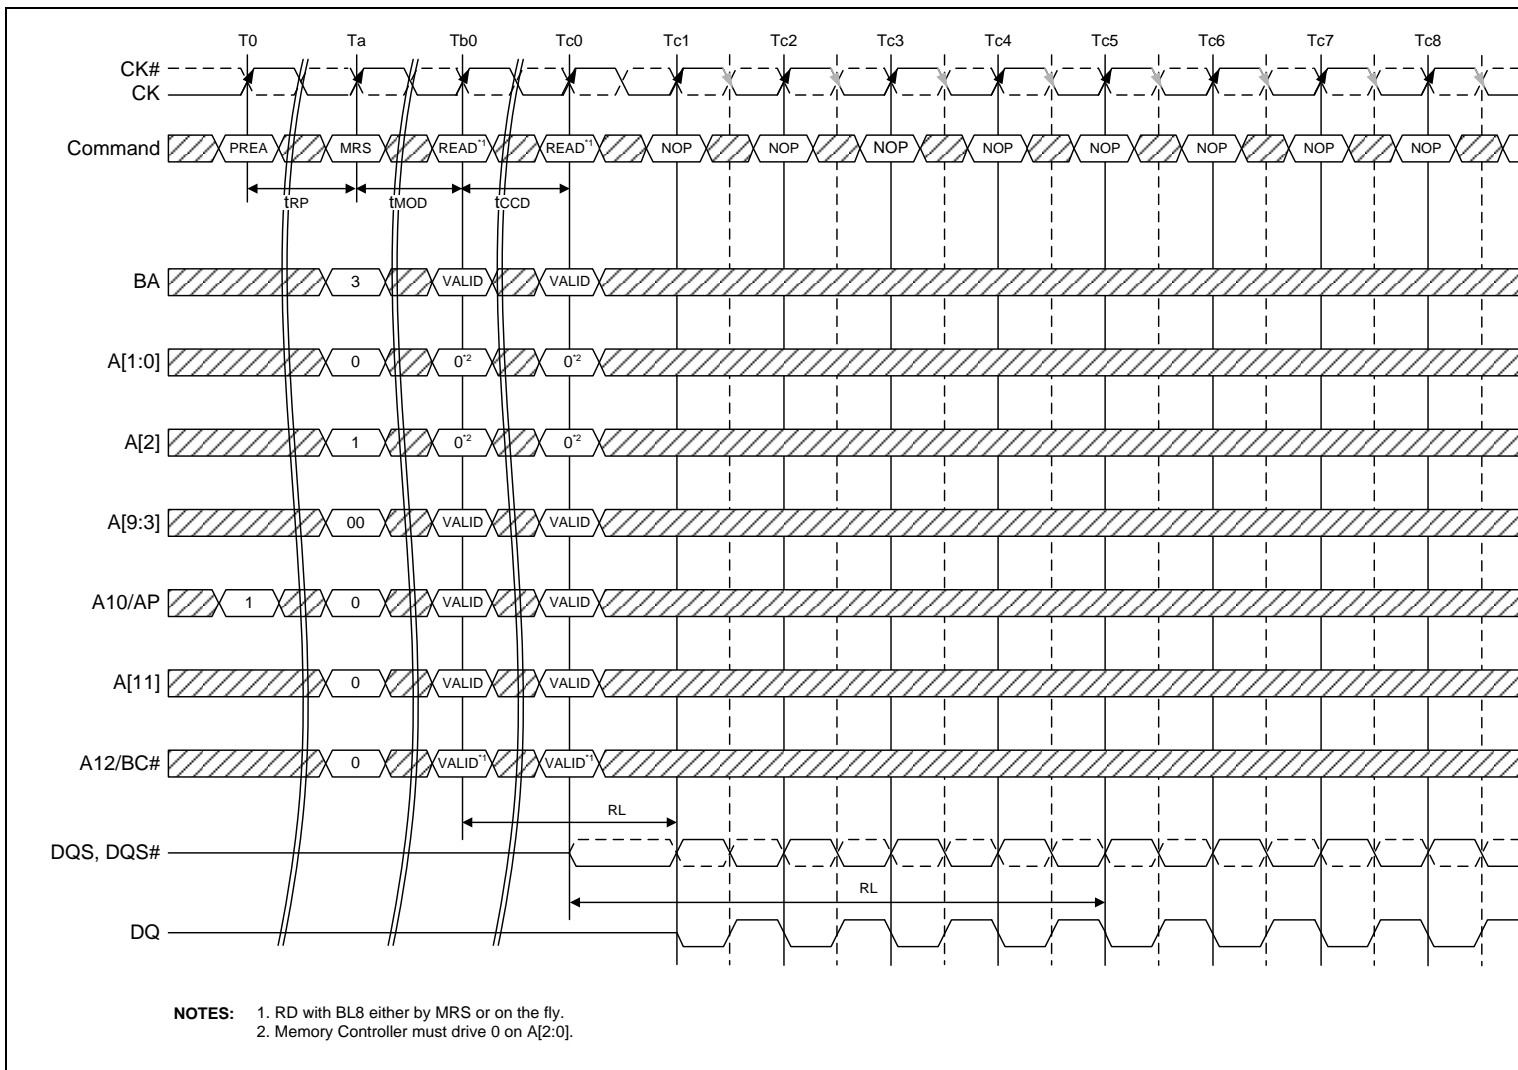 T0 Ta Tb0 Tc0 Tc1 Tc2 Tc3 Tc4 Tc5 Tc6 Tc7 Tc8
CK#
CK
Command PREA MRS READ*1 READ*1 NOP NOP NOP NOP NOP NOP NOP NOP
tRP tMOD tCCD
BA 3 VALID VALID
A[1:0] 0 0*2 0*2
A[2] 1 0*2 0*2
A[9:3] 00 VALID VALID
A10/AP 1 0 VALID VALID
A[11] 0 VALID VALID
A12/BC# 0 VALID*1 VALID*1
RL
DQS, DQS#
RL
DQ
NOTES: 1. RD with BL8 either by MRS or on the fly.
2. Memory Controller must drive 0 on A[2:0].